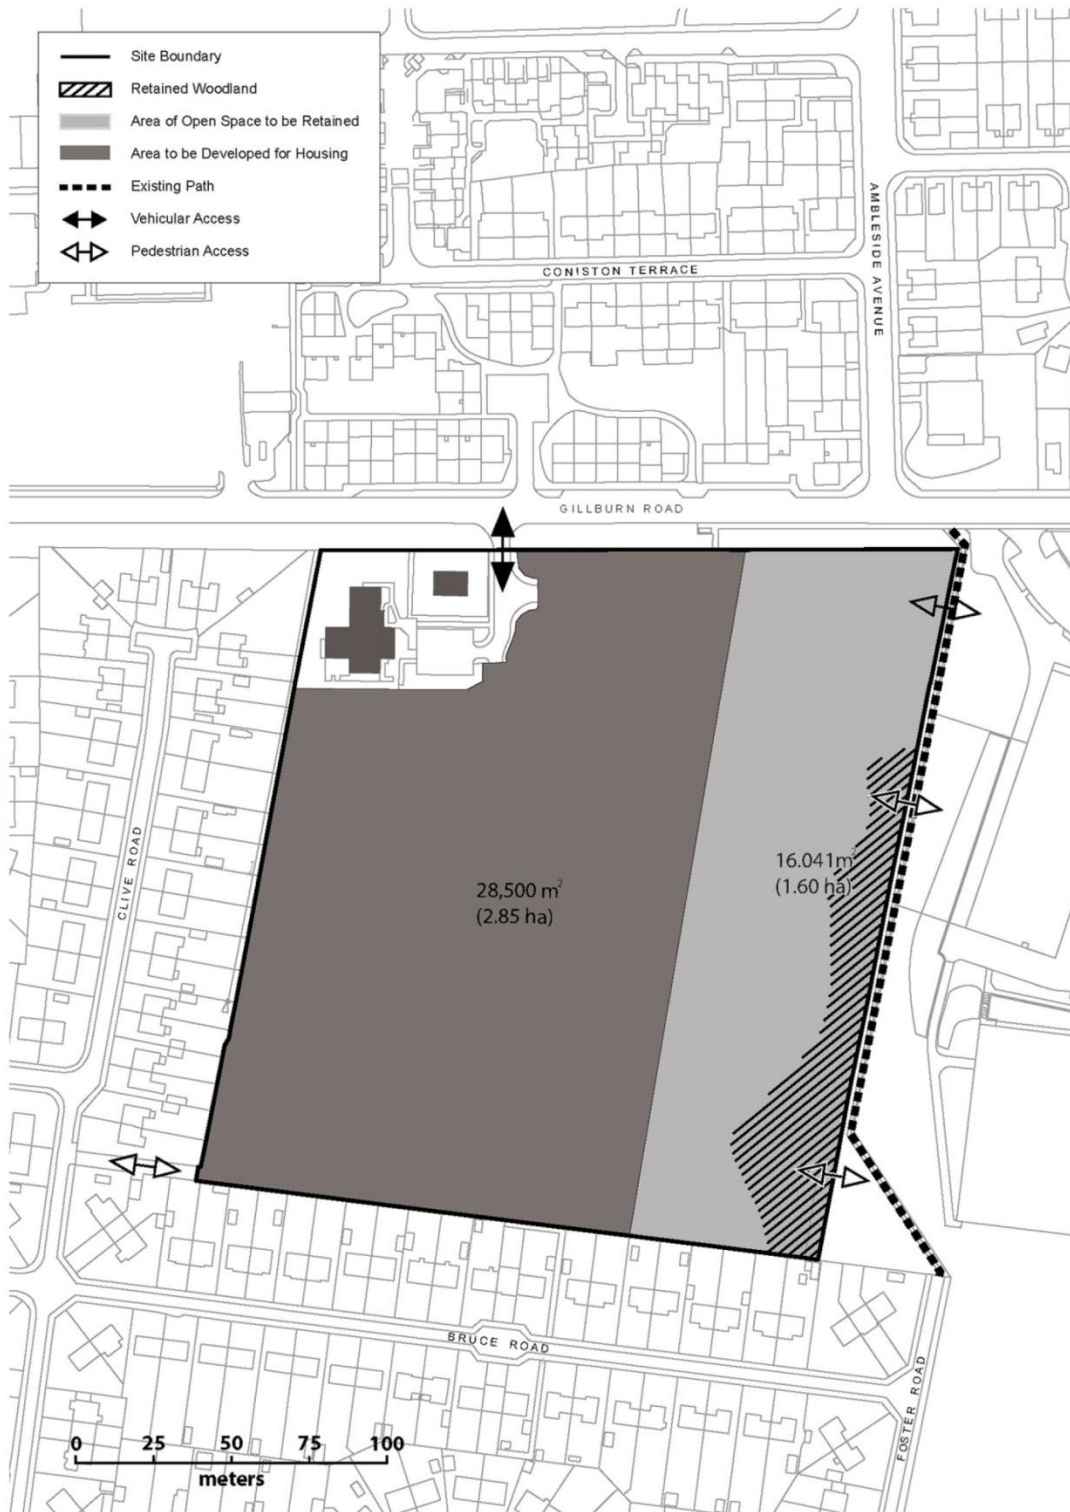 Site Boundary
Retained Woodland
Area of Open Space to be Retained
Area to be Developed for Housing
Existing Path
Vehicular Access
Pedestrian Access
AMBLESIDE AVENUE
CONISTON TERRACE
GILLBURN ROAD
CLIVE ROAD
16.041m²
(1.60 ha)
28,500 m²
(2.85 ha)
BRUCE ROAD
FOSTER ROAD
0 25 50 75 100
meters